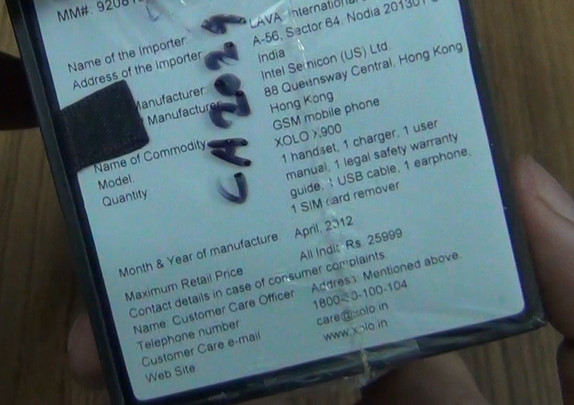 MM#. 9208
Name of the Importer LAVA International
Address of the Importer A-56, Sector 64, Nodia 201301
India
Manufacturer: Intel Semicon (US) Ltd.
Manufacturer 88 Queensway Central, Hong Kong
Hong Kong
Name of Commodity GSM mobile phone
Model. XOLO X900
Quantity: 1 handset, 1 charger, 1 user
manual, 1 legal safety warranty
guide, 1 USB cable, 1 earphone,
1 SIM card remover
Month & Year of manufacture April, 2012
Maximum Retail Price All India Rs. 25999
Contact details in case of consumer complaints.
Name: Customer Care Officer Address: Mentioned above.
Telephone number 1800-30-100-104
Customer Care e-mail care@xolo.in
Web Site www.xolo.in
CA2029